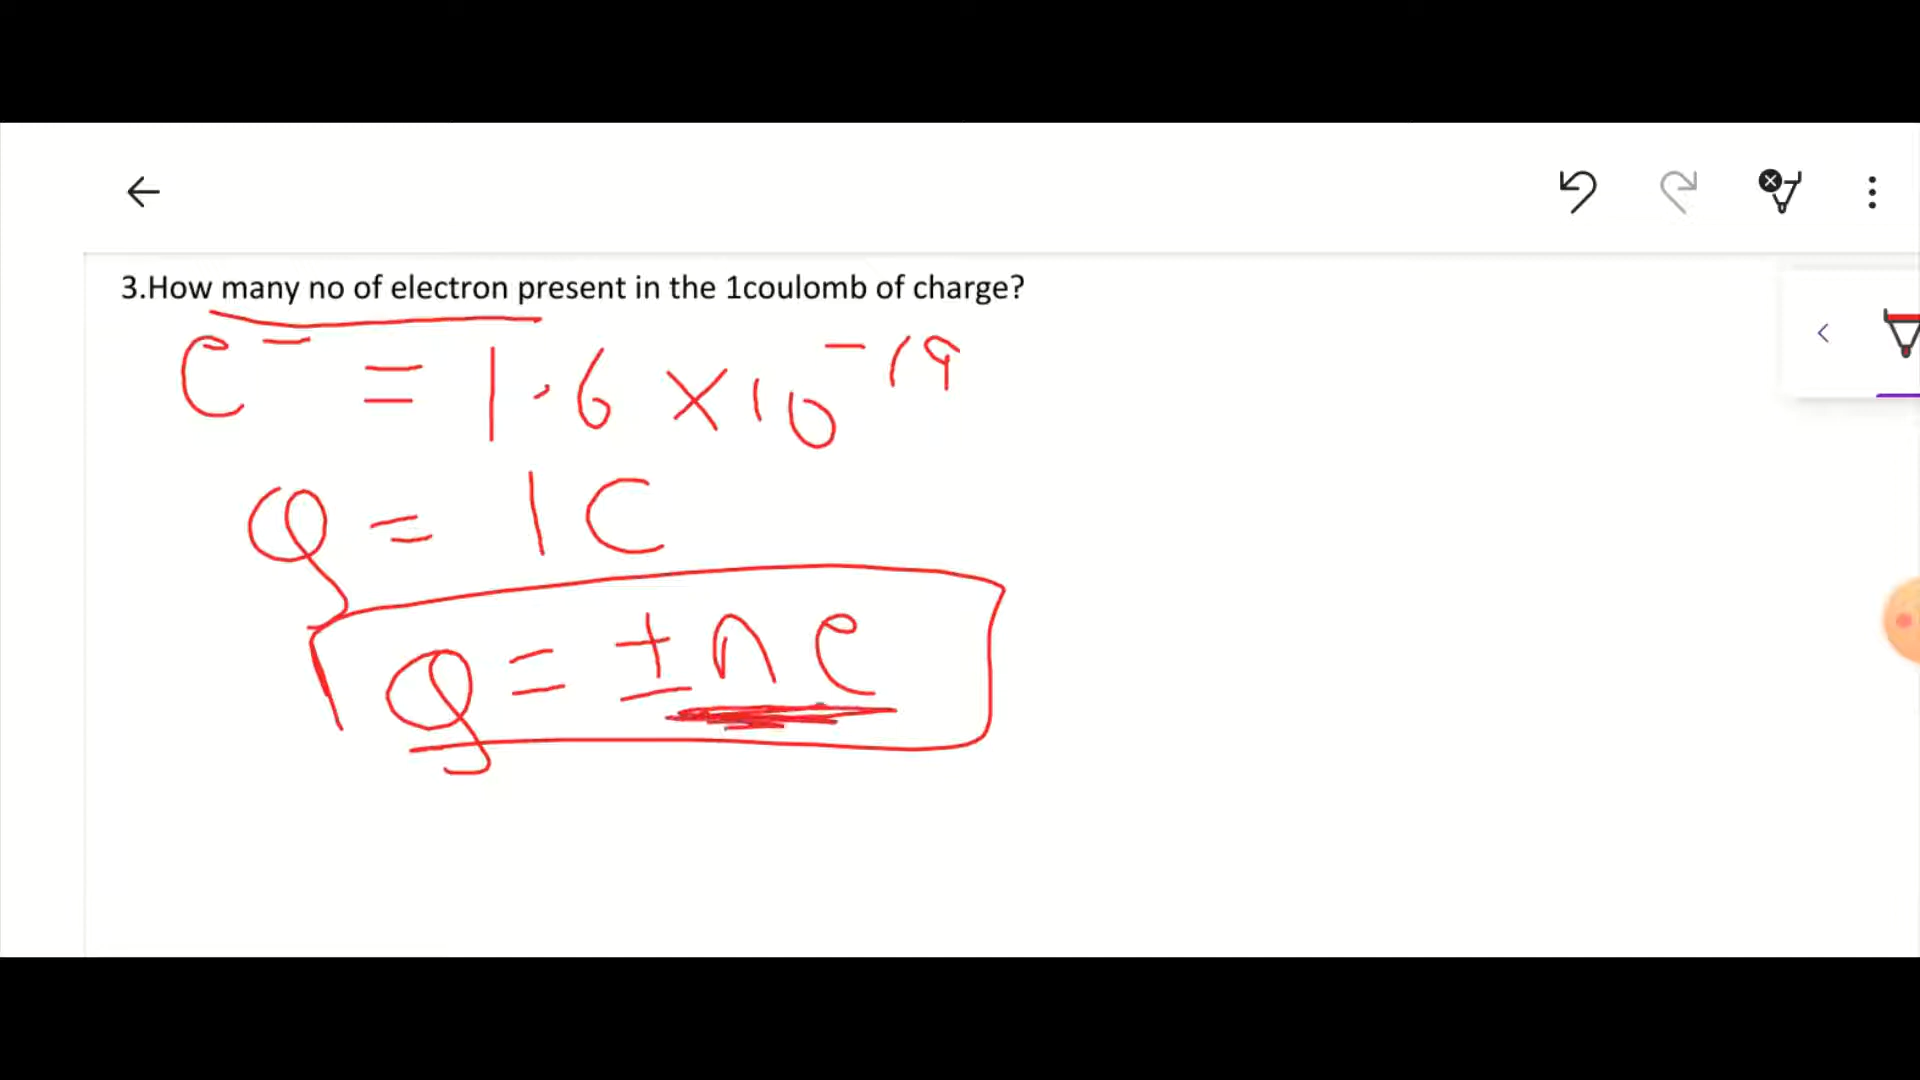 3.How many no of electron present in the 1coulomb of charge?
e⁻ = 1.6 × 10⁻¹⁹
q = 1C
q = ±ne